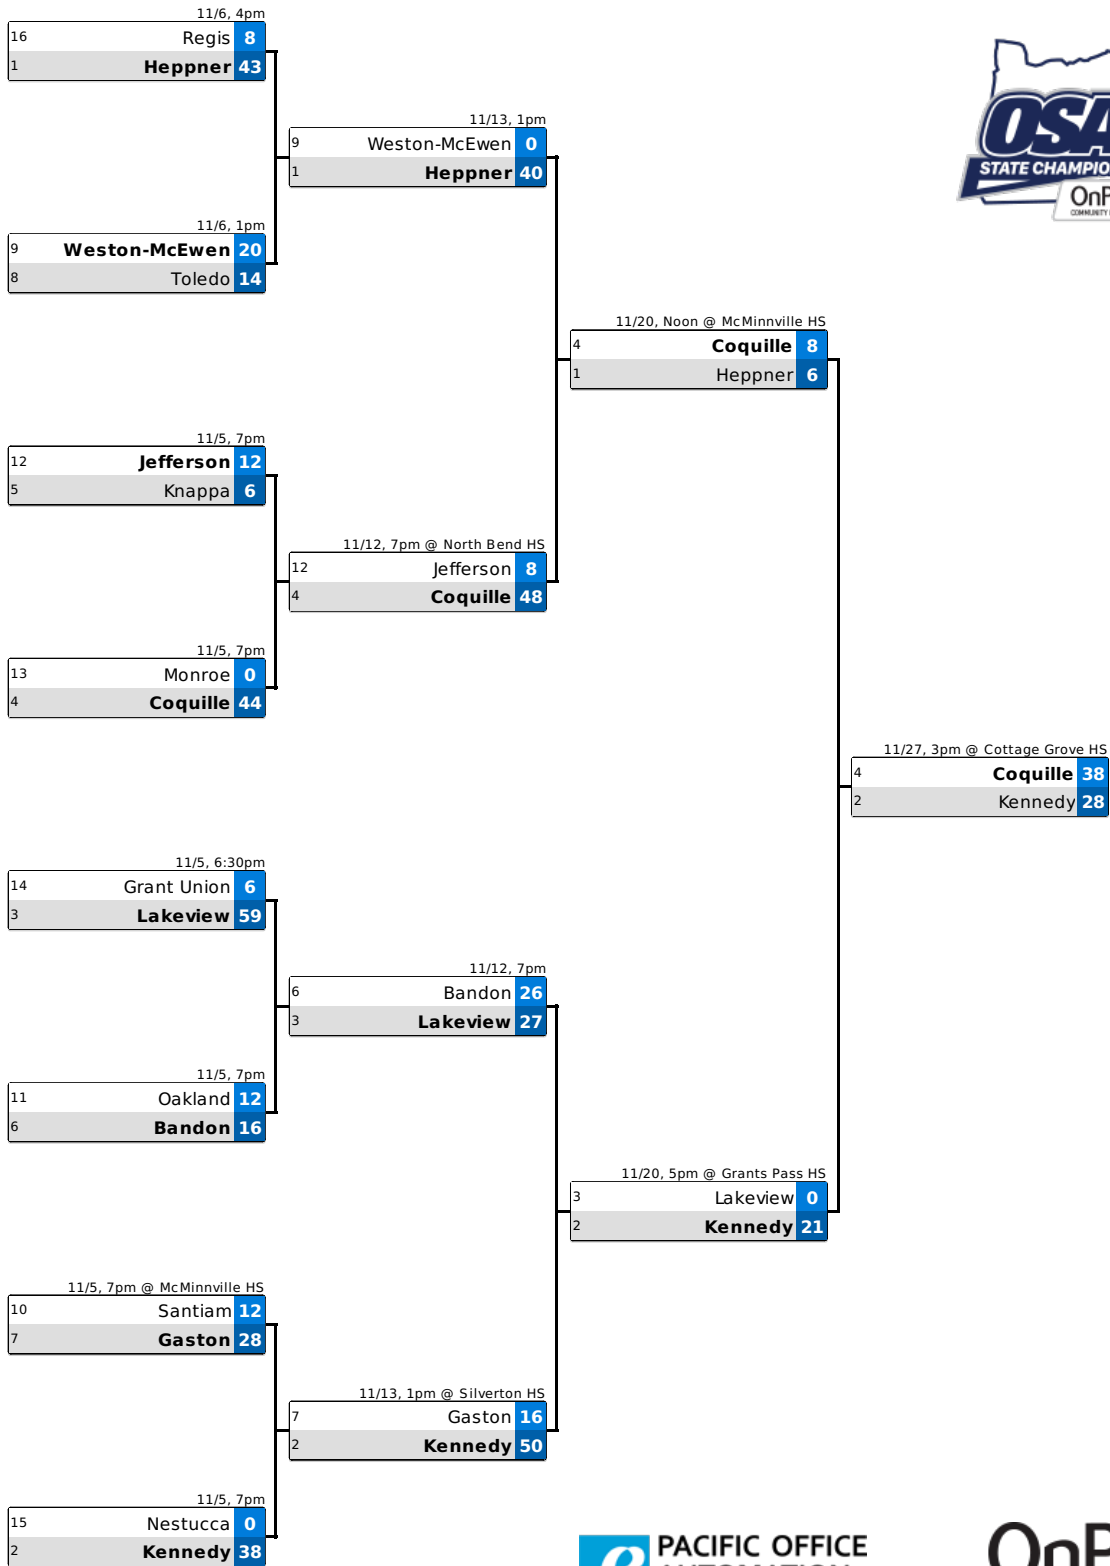 11/6, 4pm
16 Regis 8
1 Heppner 43
11/13, 1pm
9 Weston-McEwen 0
1 Heppner 40
11/6, 1pm
9 Weston-McEwen 20
8 Toledo 14
11/20, Noon @ McMinnville HS
4 Coquille 8
1 Heppner 6
11/5, 7pm
12 Jefferson 12
5 Knappa 6
11/12, 7pm @ North Bend HS
12 Jefferson 8
4 Coquille 48
11/5, 7pm
13 Monroe 0
4 Coquille 44
11/27, 3pm @ Cottage Grove HS
4 Coquille 38
2 Kennedy 28
11/5, 6:30pm
14 Grant Union 6
3 Lakeview 59
11/12, 7pm
6 Bandon 26
3 Lakeview 27
11/5, 7pm
11 Oakland 12
6 Bandon 16
11/20, 5pm @ Grants Pass HS
3 Lakeview 0
2 Kennedy 21
11/5, 7pm @ McMinnville HS
10 Santiam 12
7 Gaston 28
11/13, 1pm @ Silverton HS
7 Gaston 16
2 Kennedy 50
11/5, 7pm
15 Nestucca 0
2 Kennedy 38
OSA
STATE CHAMPIO
OnP
COMMUNITY
PACIFIC OFFICE
OnP